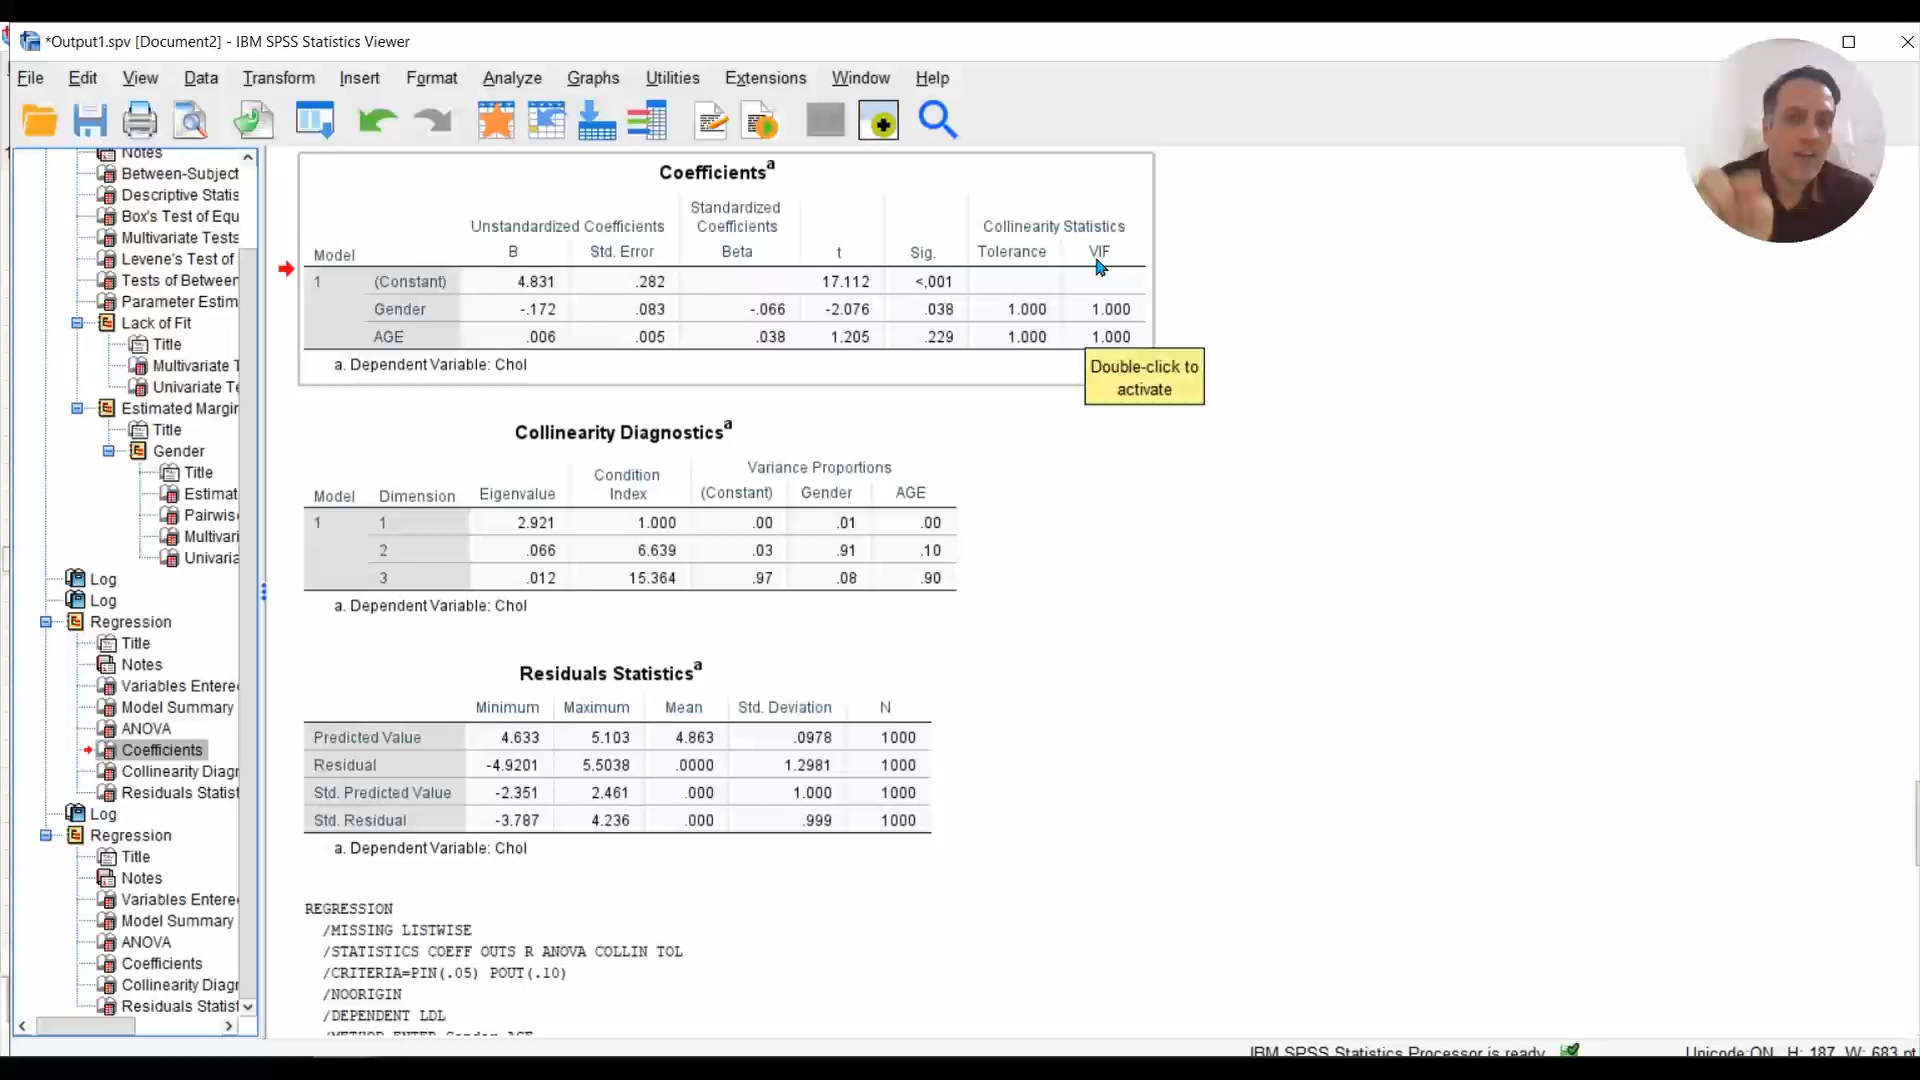 *Output1.spv [Document2] - IBM SPSS Statistics Viewer
File Edit View Data Transform Insert Format Analyze Graphs Utilities Extensions Window Help
Notes
Between-Subject
Descriptive Statis
Box's Test of Equ
Multivariate Tests
Levene's Test of
Tests of Between
Parameter Estim
Lack of Fit
Title
Multivariate T
Univariate Te
Estimated Margin
Title
Gender
Title
Estimat
Pairwis
Multivari
Univaria
Log
Log
Regression
Title
Notes
Variables Entered
Model Summary
ANOVA
Coefficients
Collinearity Diagr
Residuals Statist
Log
Regression
Title
Notes
Variables Entered
Model Summary
ANOVA
Coefficients
Collinearity Diagr
Residuals Statist
Coefficientsa
Unstandardized Coefficients Standardized Coefficients Collinearity Statistics
Model B Std. Error Beta t Sig. Tolerance VIF
1 (Constant) 4.831 .282 17.112 <,001
Gender -.172 .083 -.066 -2.076 .038 1.000 1.000
AGE .006 .005 .038 1.205 .229 1.000 1.000
a. Dependent Variable: Chol
Double-click to
activate
Collinearity Diagnosticsa
Condition Index Variance Proportions
Model Dimension Eigenvalue (Constant) Gender AGE
1 1 2.921 1.000 .00 .01 .00
2 .066 6.639 .03 .91 .10
3 .012 15.364 .97 .08 .90
a. Dependent Variable: Chol
Residuals Statisticsa
Minimum Maximum Mean Std. Deviation N
Predicted Value 4.633 5.103 4.863 .0978 1000
Residual -4.9201 5.5038 .0000 1.2981 1000
Std. Predicted Value -2.351 2.461 .000 1.000 1000
Std. Residual -3.787 4.236 .000 .999 1000
a. Dependent Variable: Chol
REGRESSION
/MISSING LISTWISE
/STATISTICS COEFF OUTS R ANOVA COLLIN TOL
/CRITERIA=PIN(.05) POUT(.10)
/NOORIGIN
/DEPENDENT LDL
/METHOD=ENTER Gender AGE
IBM SPSS Statistics Processor is ready Unicode:ON H: 187 W: 683 pt